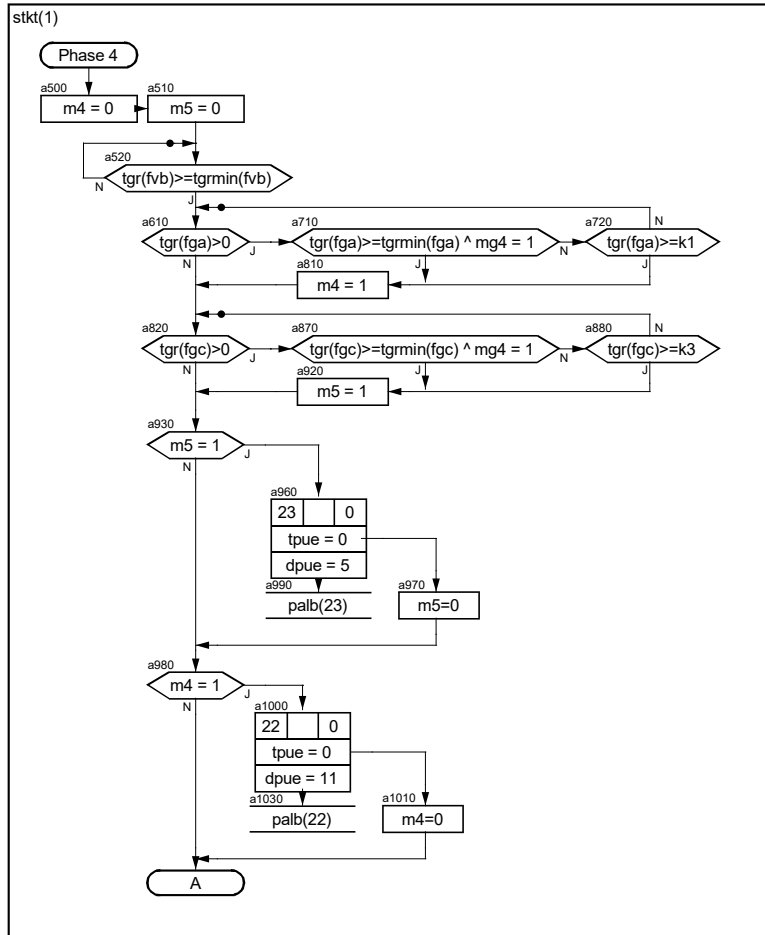 stkt(1)
Phase 4
a500
m4 = 0
a510
m5 = 0
a520
tgr(fvb)>=tgrmin(fvb)
N
J
a610
tgr(fga)>0
J
N
a710
tgr(fga)>=tgrmin(fga) ^ mg4 = 1
N
J
a720
tgr(fga)>=k1
N
J
a810
m4 = 1
a820
tgr(fgc)>0
J
N
a870
tgr(fgc)>=tgrmin(fgc) ^ mg4 = 1
N
J
a880
tgr(fgc)>=k3
N
J
a920
m5 = 1
a930
m5 = 1
J
N
a960
23 0
tpue = 0
dpue = 5
a990
palb(23)
a970
m5=0
a980
m4 = 1
J
N
a1000
22 0
tpue = 0
dpue = 11
a1030
palb(22)
a1010
m4=0
A